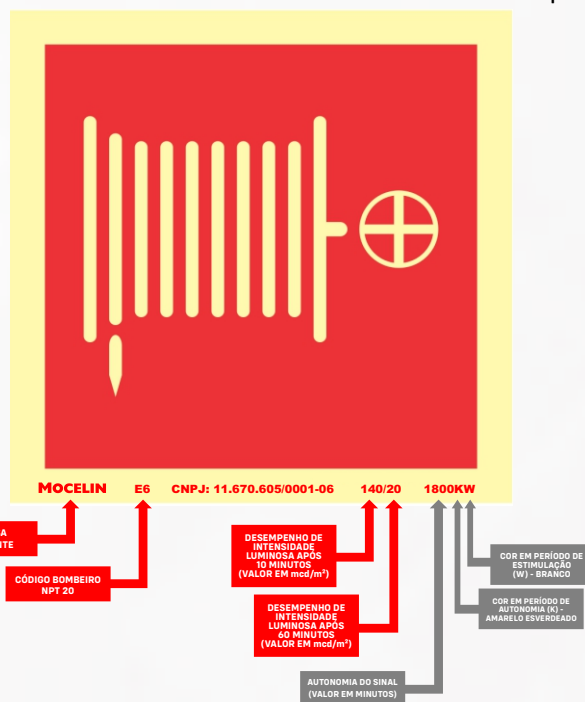 MOCELIN E6 CNPJ: 11.670.605/0001-06 140/20 1800KW
DESEMPENHO DE
INTENSIDADE
LUMINOSA APÓS
10 MINUTOS
(VALOR EM mcd/m²)
COR EM PERÍODO DE
ESTIMULAÇÃO
(W) - BRANCO
CÓDIGO BOMBEIRO
NPT 20
COR EM PERÍODO DE
AUTONOMIA (K) -
AMARELO ESVERDEADO
DESEMPENHO DE
INTENSIDADE
LUMINOSA APÓS
60 MINUTOS
(VALOR EM mcd/m²)
AUTONOMIA DO SINAL
(VALOR EM MINUTOS)